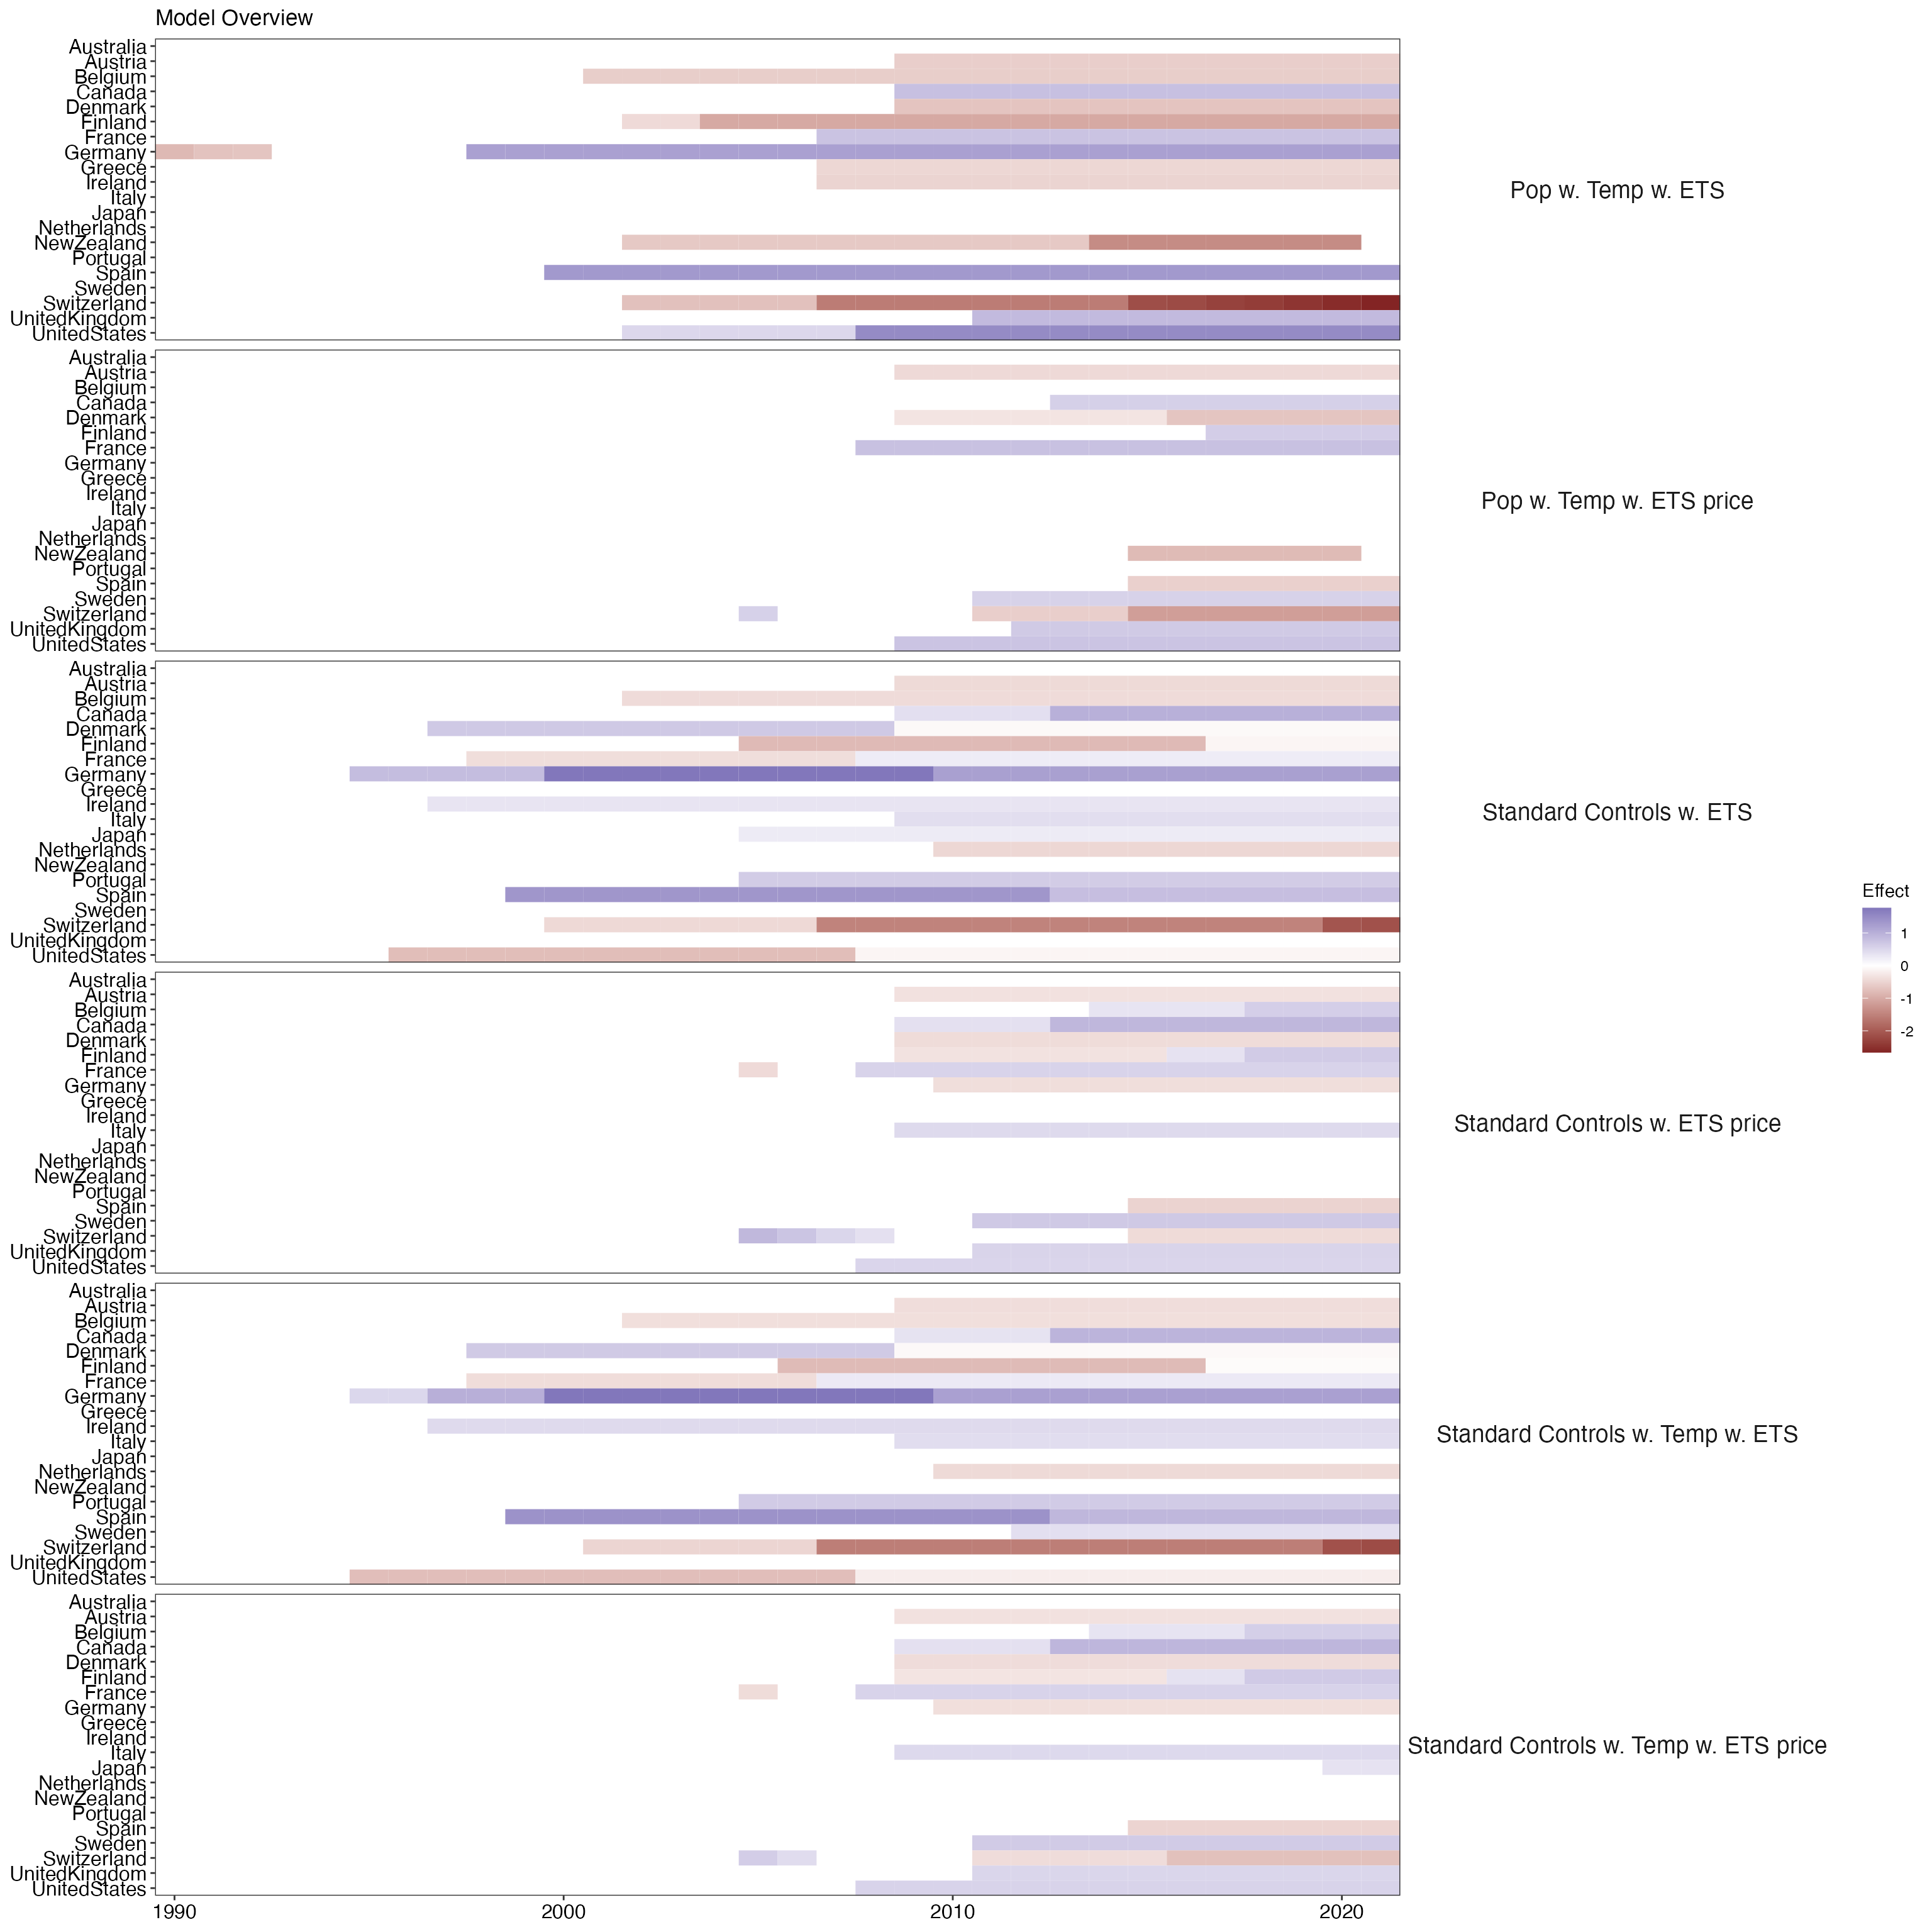 Model Overview
Australia
Austria
Belgium
Canada
Denmark
Finland
France
Germany
Greece
Ireland
Italy
Japan
Netherlands
NewZealand
Portugal
Spain
Sweden
Switzerland
UnitedKingdom
UnitedStates
Pop w. Temp w. ETS
Australia
Austria
Belgium
Canada
Denmark
Finland
France
Germany
Greece
Ireland
Italy
Japan
Netherlands
NewZealand
Portugal
Spain
Sweden
Switzerland
UnitedKingdom
UnitedStates
Pop w. Temp w. ETS price
Australia
Austria
Belgium
Canada
Denmark
Finland
France
Germany
Greece
Ireland
Italy
Japan
Netherlands
NewZealand
Portugal
Spain
Sweden
Switzerland
UnitedKingdom
UnitedStates
Standard Controls w. ETS
Australia
Austria
Belgium
Canada
Denmark
Finland
France
Germany
Greece
Ireland
Italy
Japan
Netherlands
NewZealand
Portugal
Spain
Sweden
Switzerland
UnitedKingdom
UnitedStates
Standard Controls w. ETS price
Australia
Austria
Belgium
Canada
Denmark
Finland
France
Germany
Greece
Ireland
Italy
Japan
Netherlands
NewZealand
Portugal
Spain
Sweden
Switzerland
UnitedKingdom
UnitedStates
Standard Controls w. Temp w. ETS
Australia
Austria
Belgium
Canada
Denmark
Finland
France
Germany
Greece
Ireland
Italy
Japan
Netherlands
NewZealand
Portugal
Spain
Sweden
Switzerland
UnitedKingdom
UnitedStates
Standard Controls w. Temp w. ETS price
1990 2000 2010 2020
Effect
1
0
-1
-2